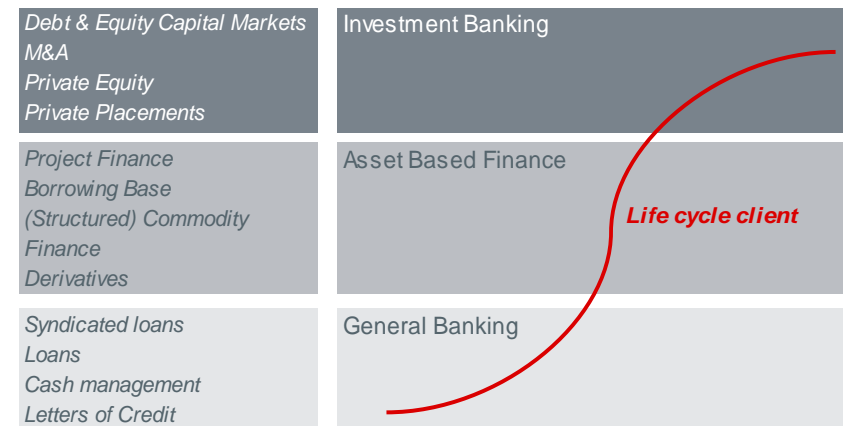 Debt & Equity Capital Markets
M&A
Private Equity
Private Placements
Investment Banking
Project Finance
Borrowing Base
(Structured) Commodity
Finance
Derivatives
Asset Based Finance
Life cycle client
Syndicated loans
Loans
Cash management
Letters of Credit
General Banking